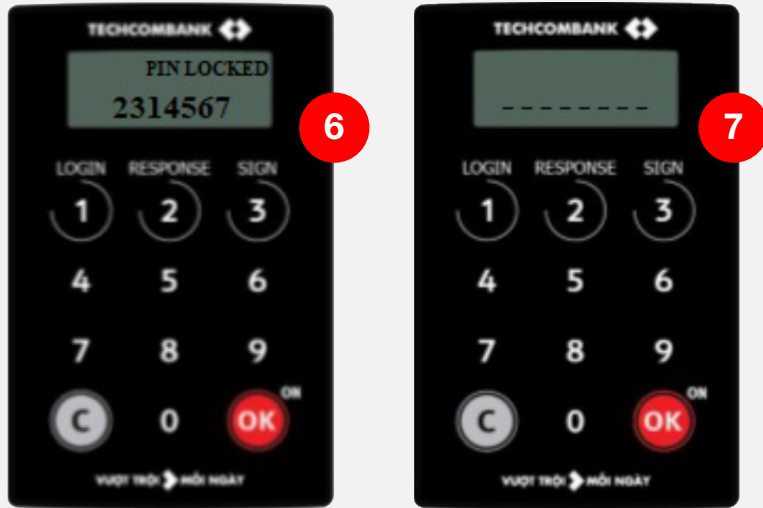 TECHCOMBANK
PIN LOCKED
2314567
6
LOGIN RESPONSE SIGN
1 2 3
4 5 6
7 8 9
ON
C 0 OK
VƯỢT TRỘI MỖI NGÀY
TECHCOMBANK
--------
7
LOGIN RESPONSE SIGN
1 2 3
4 5 6
7 8 9
ON
C 0 OK
VƯỢT TRỘI MỖI NGÀY